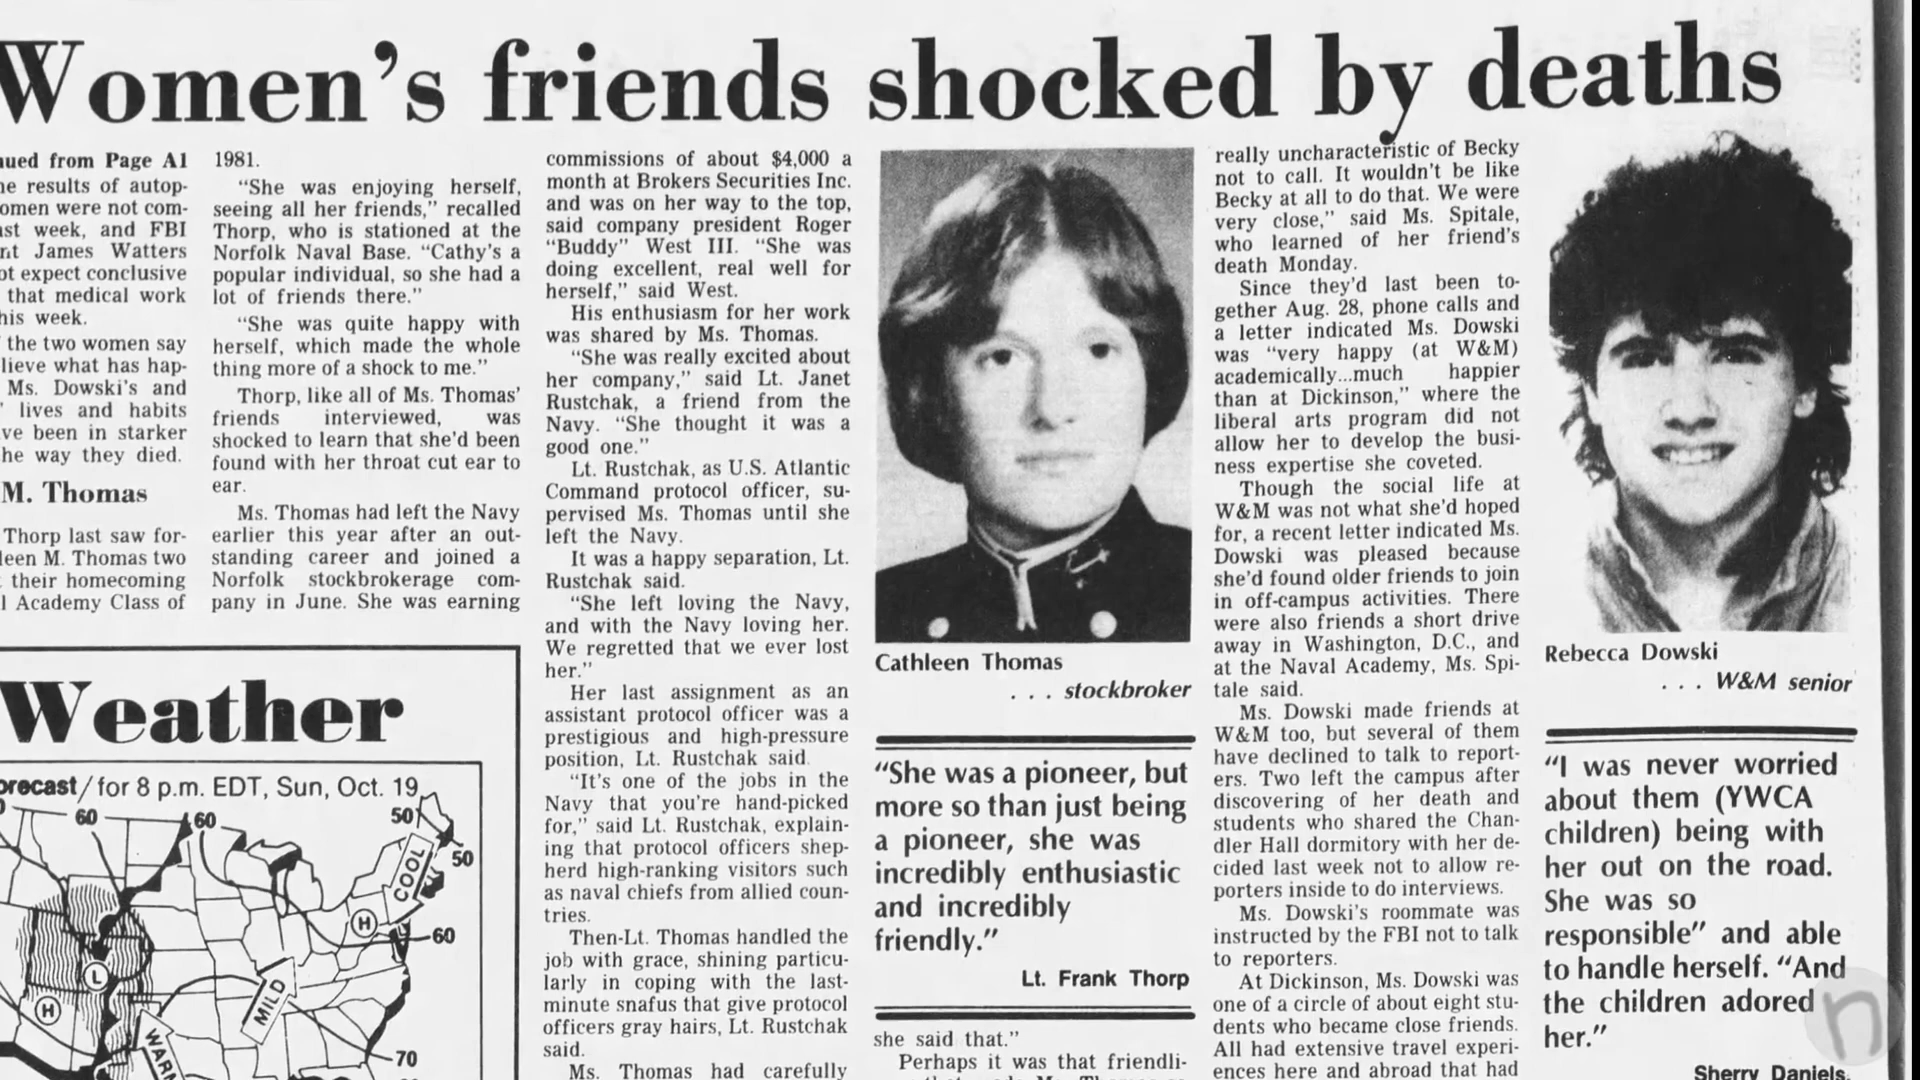 Women's friends shocked by deaths
nued from Page A1
he results of autop-
omen were not com-
ast week, and FBI
nt James Watters
ot expect conclusive
that medical work
his week.
the two women say
lieve what has hap-
Ms. Dowski's and
' lives and habits
ve been in starker
he way they died.
M. Thomas
Thorp last saw for-
leen M. Thomas two
their homecoming
l Academy Class of
1981.
“She was enjoying herself,
seeing all her friends,” recalled
Thorp, who is stationed at the
Norfolk Naval Base. “Cathy's a
popular individual, so she had a
lot of friends there.”
“She was quite happy with
herself, which made the whole
thing more of a shock to me.”
Thorp, like all of Ms. Thomas'
friends interviewed, was
shocked to learn that she'd been
found with her throat cut ear to
ear.
Ms. Thomas had left the Navy
earlier this year after an out-
standing career and joined a
Norfolk stockbrokerage com-
pany in June. She was earning
commissions of about $4,000 a
month at Brokers Securities Inc.
and was on her way to the top,
said company president Roger
“Buddy” West III. “She was
doing excellent, real well for
herself,” said West.
His enthusiasm for her work
was shared by Ms. Thomas.
“She was really excited about
her company,” said Lt. Janet
Rustchak, a friend from the
Navy. “She thought it was a
good one.”
Lt. Rustchak, as U.S. Atlantic
Command protocol officer, su-
pervised Ms. Thomas until she
left the Navy.
It was a happy separation, Lt.
Rustchak said.
“She left loving the Navy,
and with the Navy loving her.
We regretted that we ever lost
her.”
Her last assignment as an
assistant protocol officer was a
prestigious and high-pressure
position, Lt. Rustchak said.
“It's one of the jobs in the
Navy that you're hand-picked
for,” said Lt. Rustchak, explain-
ing that protocol officers shep-
herd high-ranking visitors such
as naval chiefs from allied coun-
tries.
Then-Lt. Thomas handled the
job with grace, shining particu-
larly in coping with the last-
minute snafus that give protocol
officers gray hairs, Lt. Rustchak
said.
Ms. Thomas had carefully
Cathleen Thomas
. . . stockbroker
“She was a pioneer, but
more so than just being
a pioneer, she was
incredibly enthusiastic
and incredibly
friendly.”
Lt. Frank Thorp
she said that.”
Perhaps it was that friendli-
really uncharacteristic of Becky
not to call. It wouldn't be like
Becky at all to do that. We were
very close,” said Ms. Spitale,
who learned of her friend's
death Monday.
Since they'd last been to-
gether Aug. 28, phone calls and
a letter indicated Ms. Dowski
was “very happy (at W&M)
academically...much happier
than at Dickinson,” where the
liberal arts program did not
allow her to develop the busi-
ness expertise she coveted.
Though the social life at
W&M was not what she'd hoped
for, a recent letter indicated Ms.
Dowski was pleased because
she'd found older friends to join
in off-campus activities. There
were also friends a short drive
away in Washington, D.C., and
at the Naval Academy, Ms. Spi-
tale said.
Ms. Dowski made friends at
W&M too, but several of them
have declined to talk to report-
ers. Two left the campus after
discovering of her death and
students who shared the Chan-
dler Hall dormitory with her de-
cided last week not to allow re-
porters inside to do interviews.
Ms. Dowski's roommate was
instructed by the FBI not to talk
to reporters.
At Dickinson, Ms. Dowski was
one of a circle of about eight stu-
dents who became close friends.
All had extensive travel experi-
ences here and abroad that had
Rebecca Dowski
. . . W&M senior
“I was never worried
about them (YWCA
children) being with
her out on the road.
She was so
responsible” and able
to handle herself. “And
the children adored
her.”
Sherry Daniels
Weather
orecast/for 8 p.m. EDT, Sun, Oct. 19
60
60
50
50
COOL
H
60
L
H
MILD
WARM
70
n